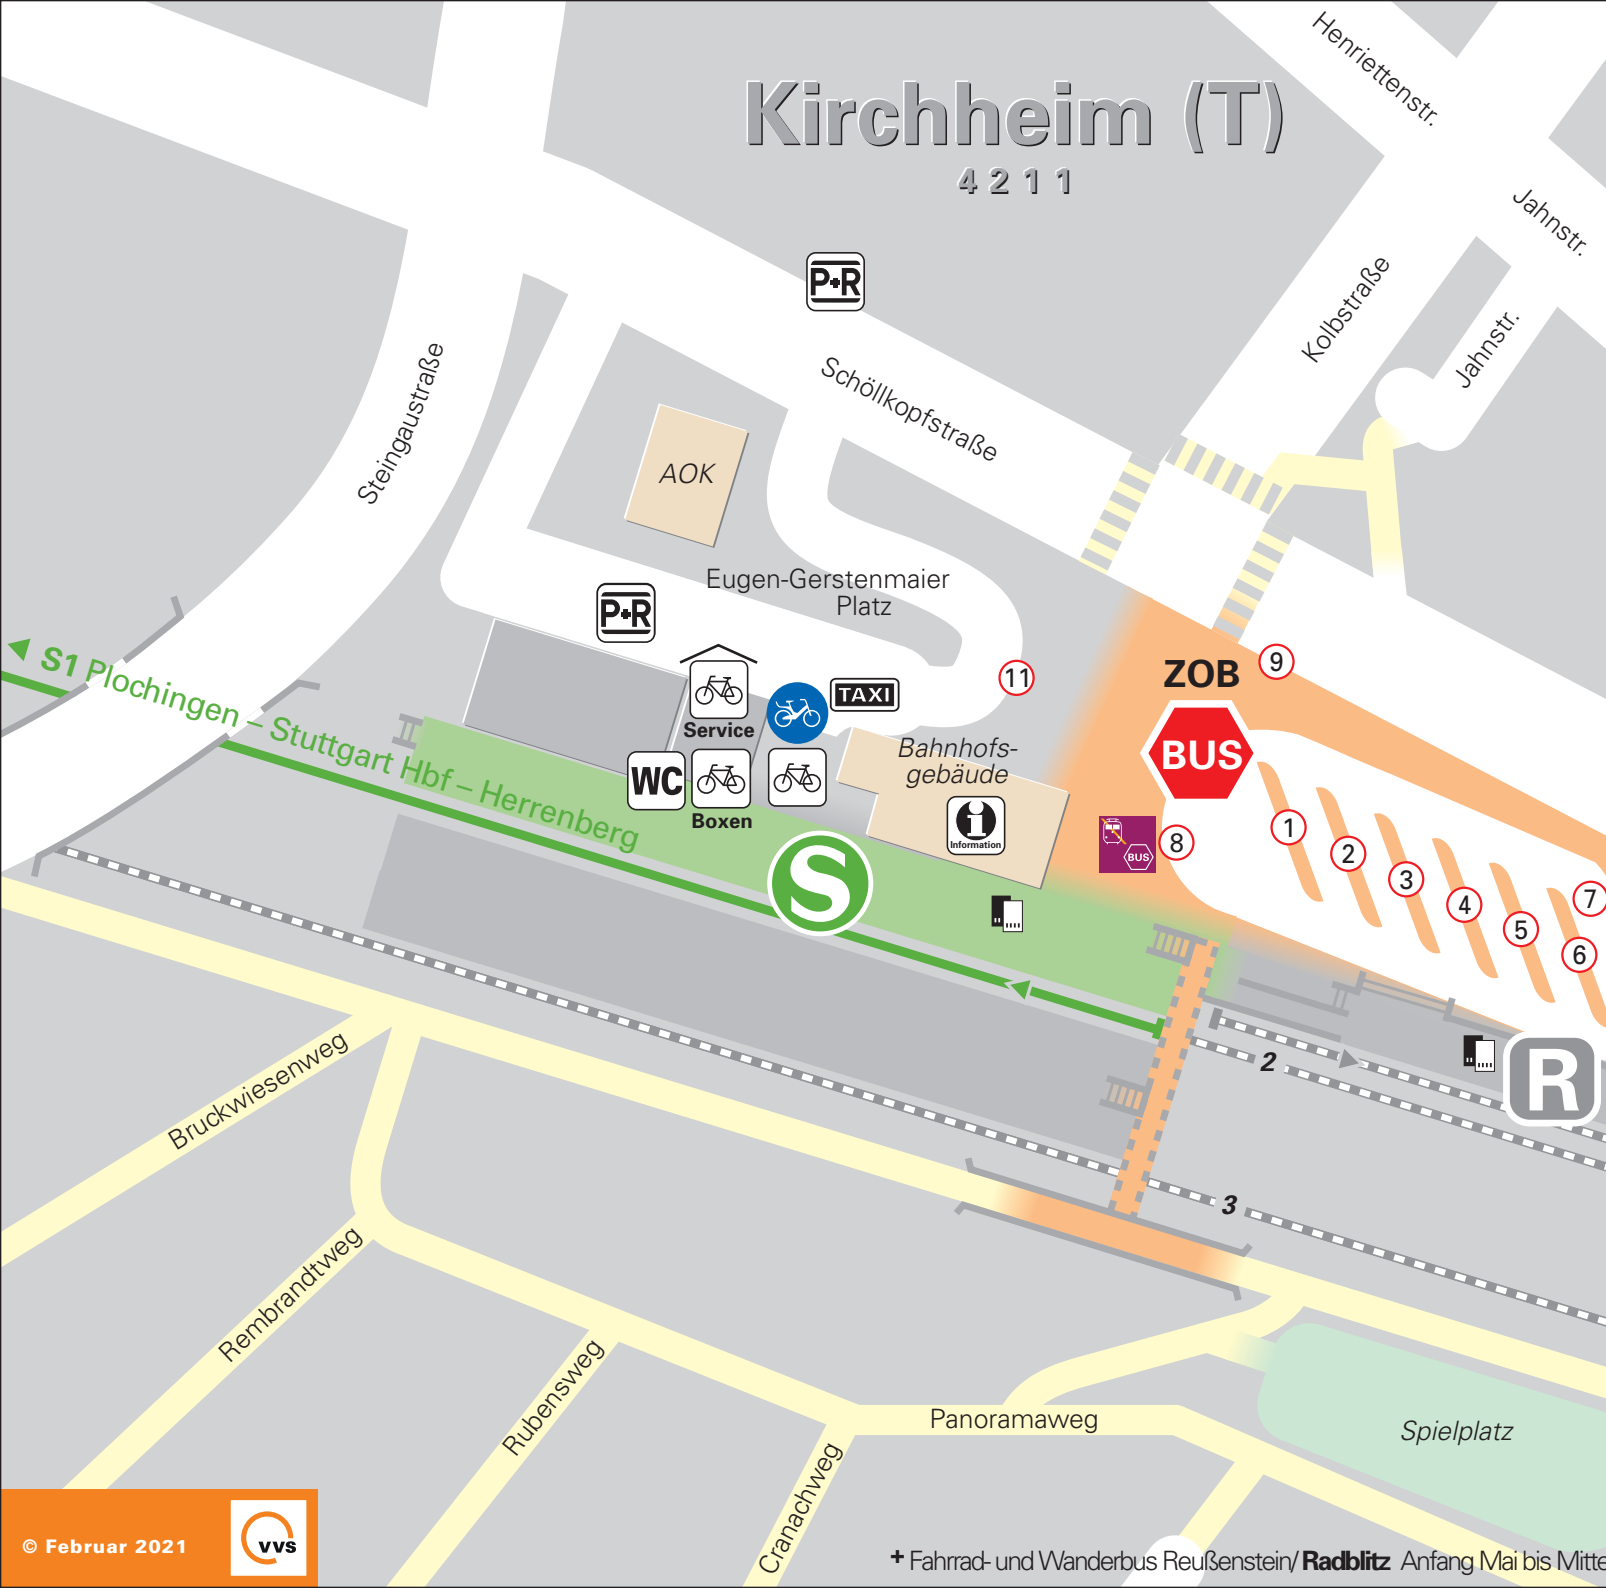 Henriettenstr.
Kirchheim (T)
4211
Jahnstr.
P+R
Kolbstraße
Jahnstr.
Steingaustraße
Schöllkopfstraße
AOK
Eugen-Gerstenmaier
Platz
P+R
S1 Plochingen – Stuttgart Hbf – Herrenberg
ZOB
9
11
TAXI
Service
BUS
Bahnhofs-
gebäude
WC
Boxen
i
Information
BUS
8
1
2
3
4
5
6
7
S
2
R
3
Bruckwiesenweg
Rembrandtweg
Rubensweg
Cranachweg
Panoramaweg
Spielplatz
© Februar 2021
vvs
+ Fahrrad- und Wanderbus Reußenstein/ Radblitz Anfang Mai bis Mitte